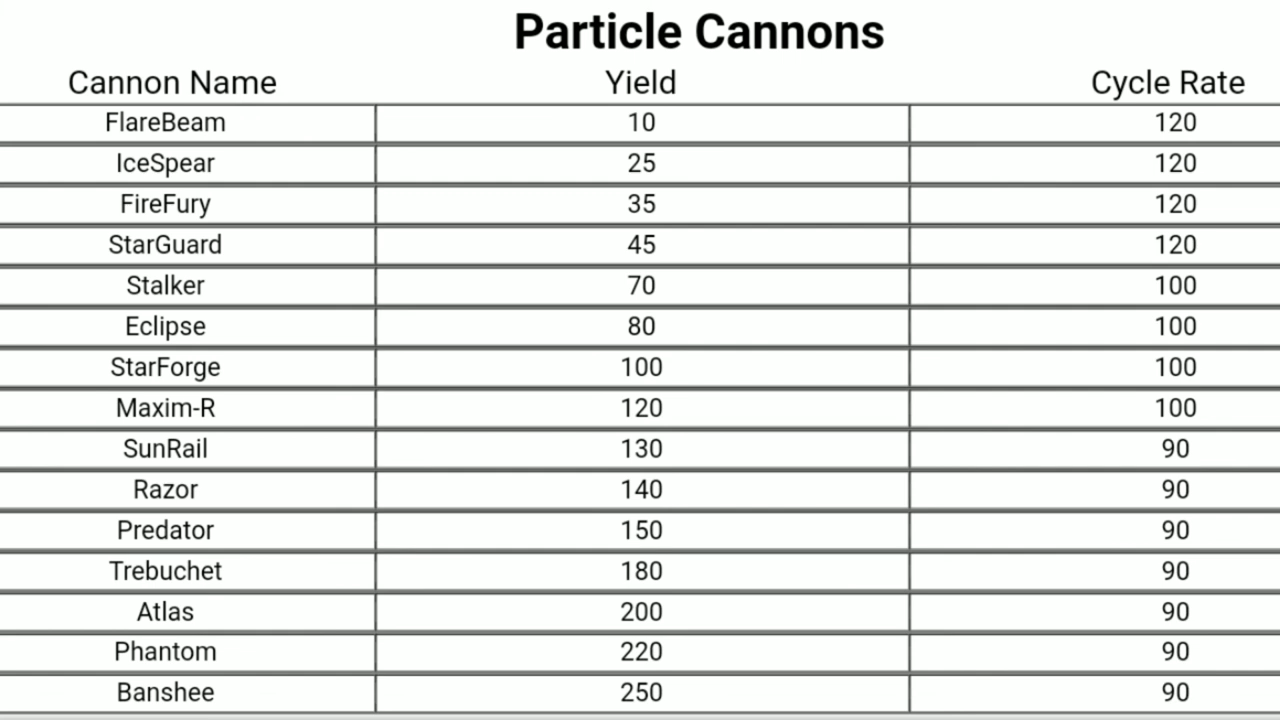 Particle Cannons
Cannon Name Yield Cycle Rate
FlareBeam 10 120
IceSpear 25 120
FireFury 35 120
StarGuard 45 120
Stalker 70 100
Eclipse 80 100
StarForge 100 100
Maxim-R 120 100
SunRail 130 90
Razor 140 90
Predator 150 90
Trebuchet 180 90
Atlas 200 90
Phantom 220 90
Banshee 250 90